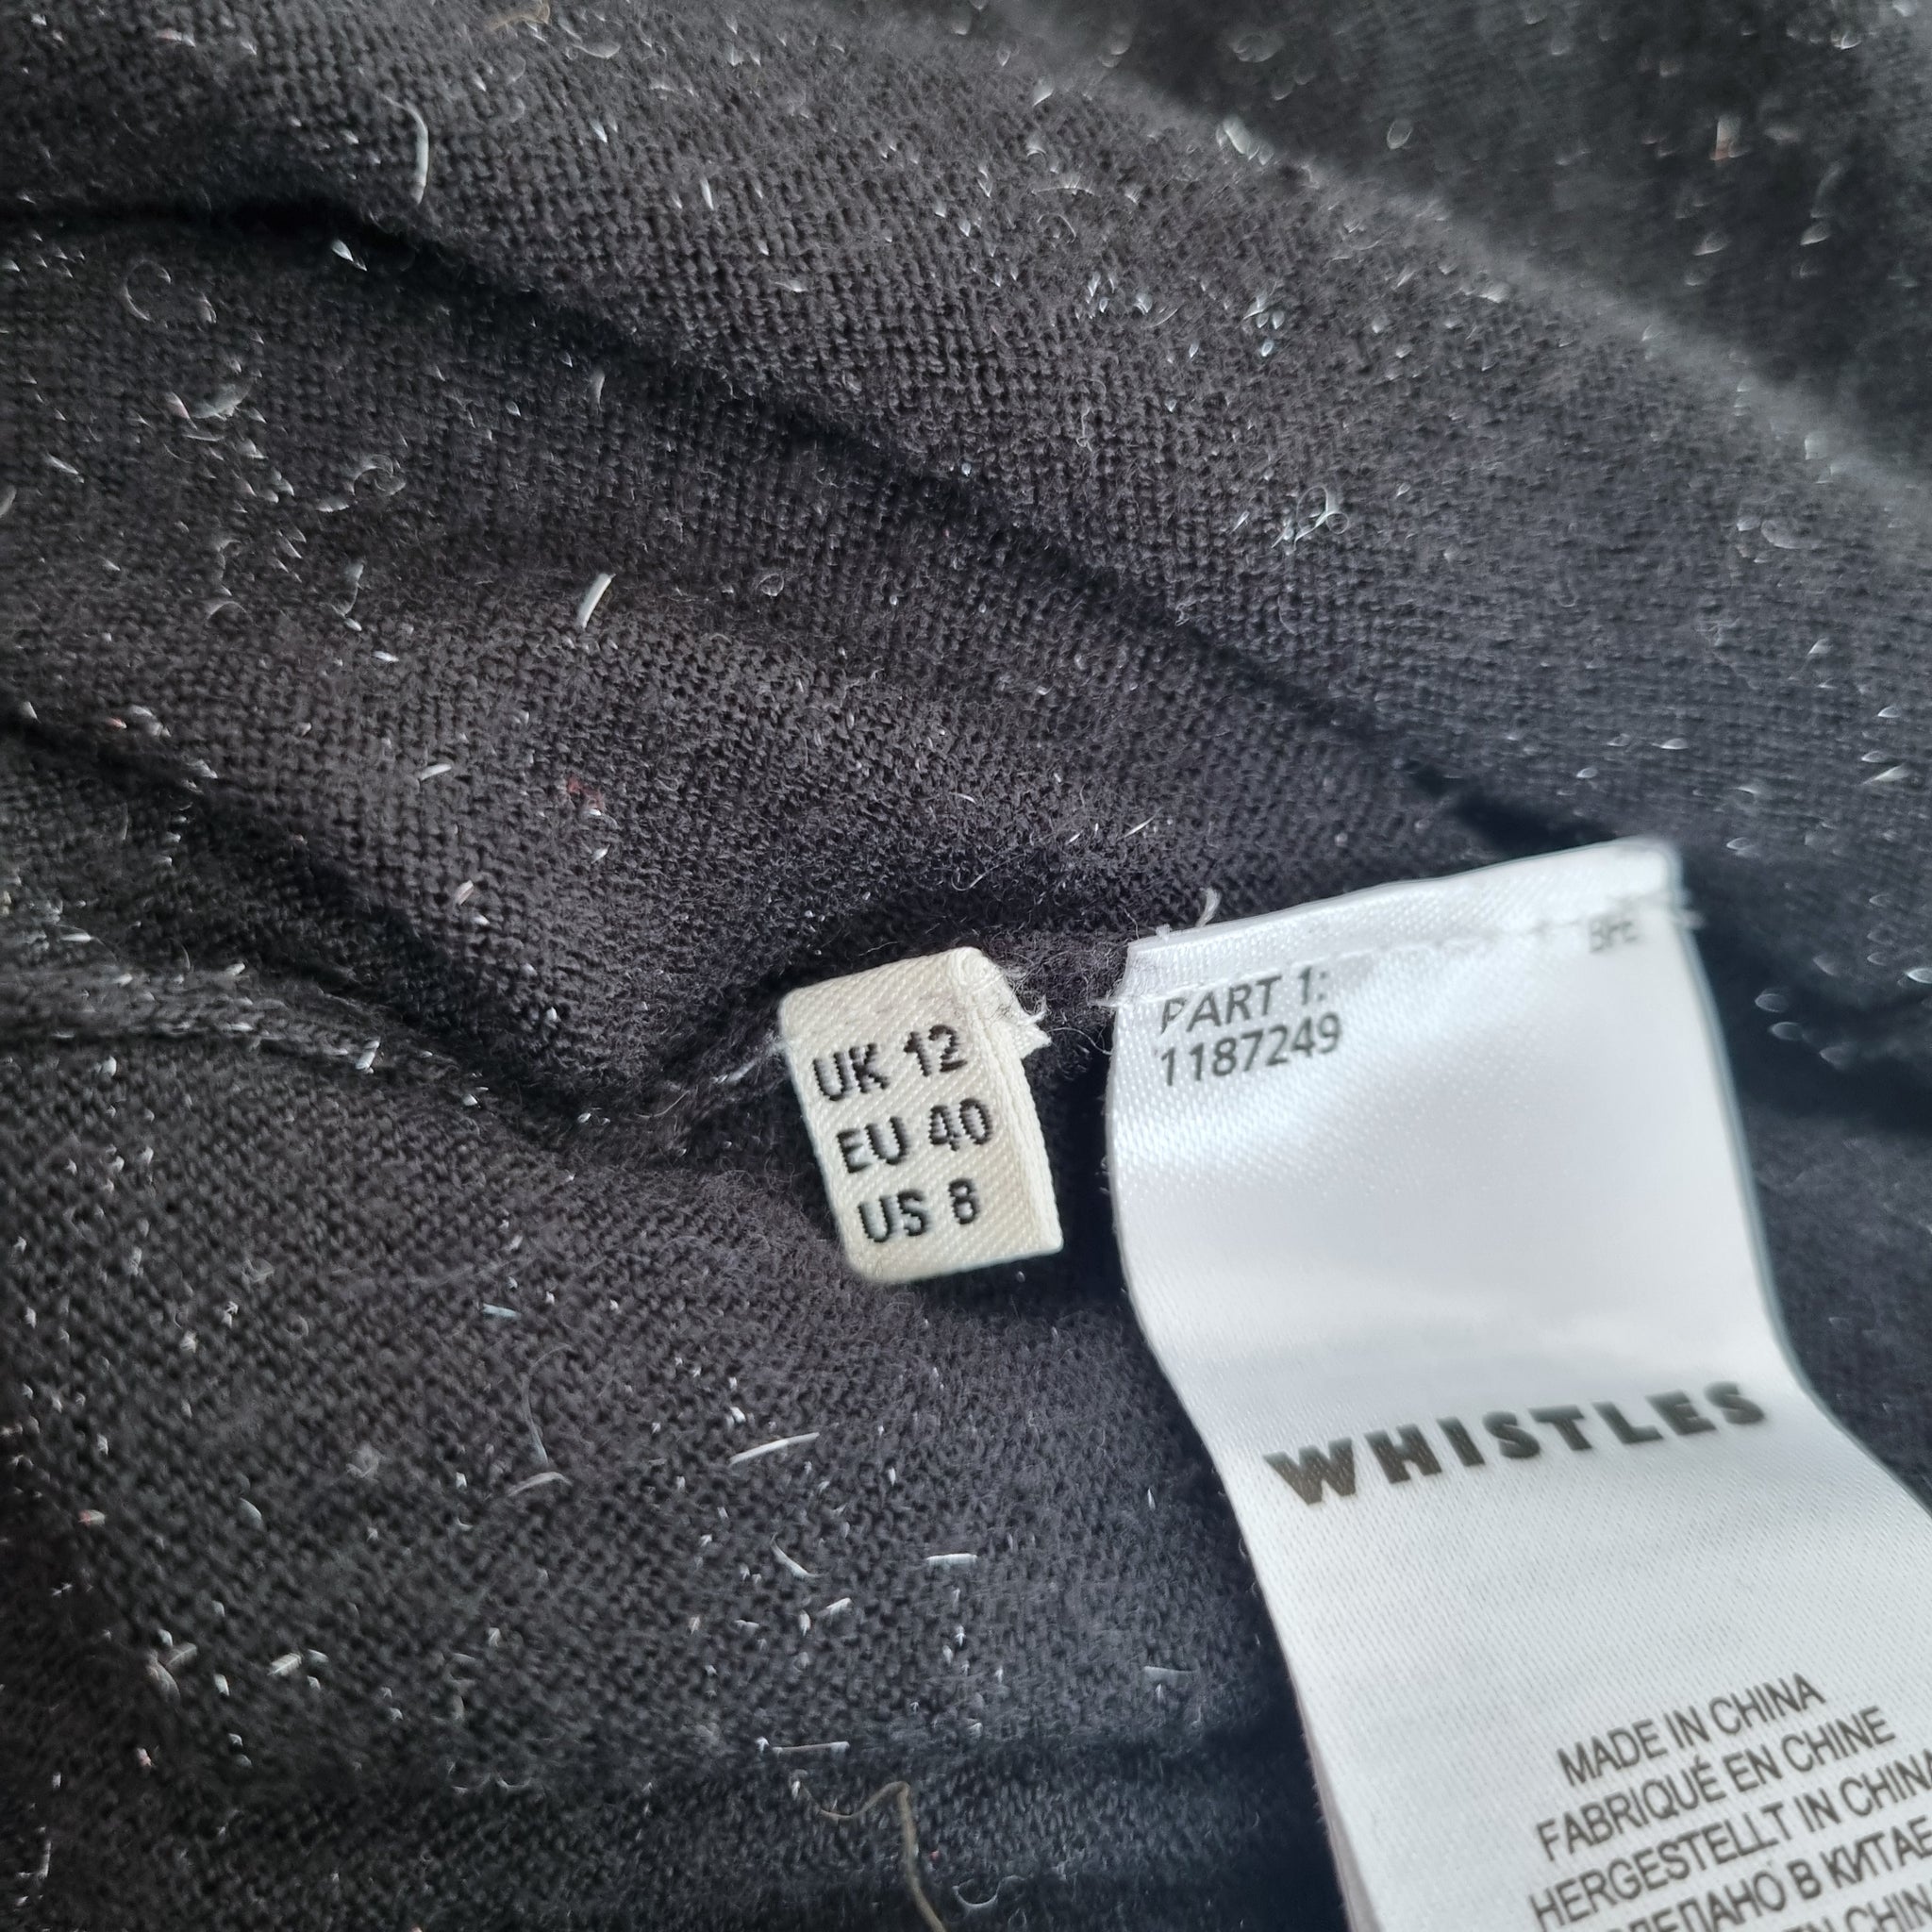 UK 12
EU 40
US 8
PART 1:
1187249
WHISTLES
MADE IN CHINA
FABRIQUÉ EN CHINE
HERGESTELLT IN CHINA
В КИТАЕ